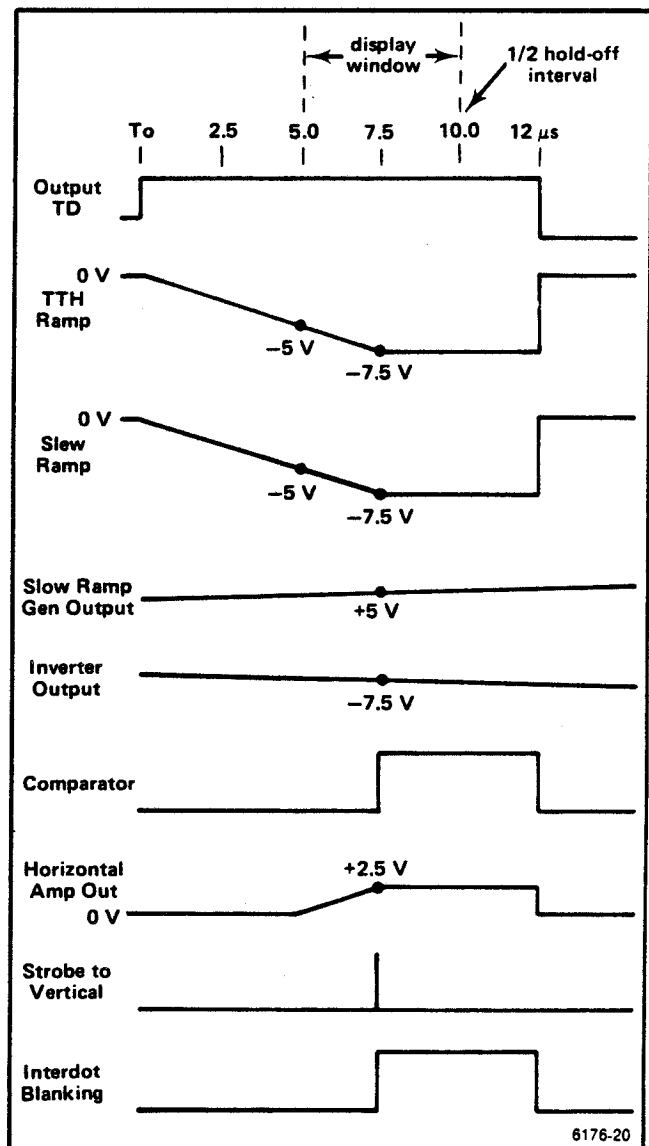 display
window
1/2 hold-off
interval
To 2.5 5.0 7.5 10.0 12 μs
Output
TD
0 V
TTH
Ramp
−5 V
−7.5 V
0 V
Slew
Ramp
−5 V
−7.5 V
Slow Ramp
Gen Output
+5 V
Inverter
Output
−7.5 V
Comparator
Horizontal
Amp Out
+2.5 V
0 V
Strobe to
Vertical
Interdot
Blanking
6176-20